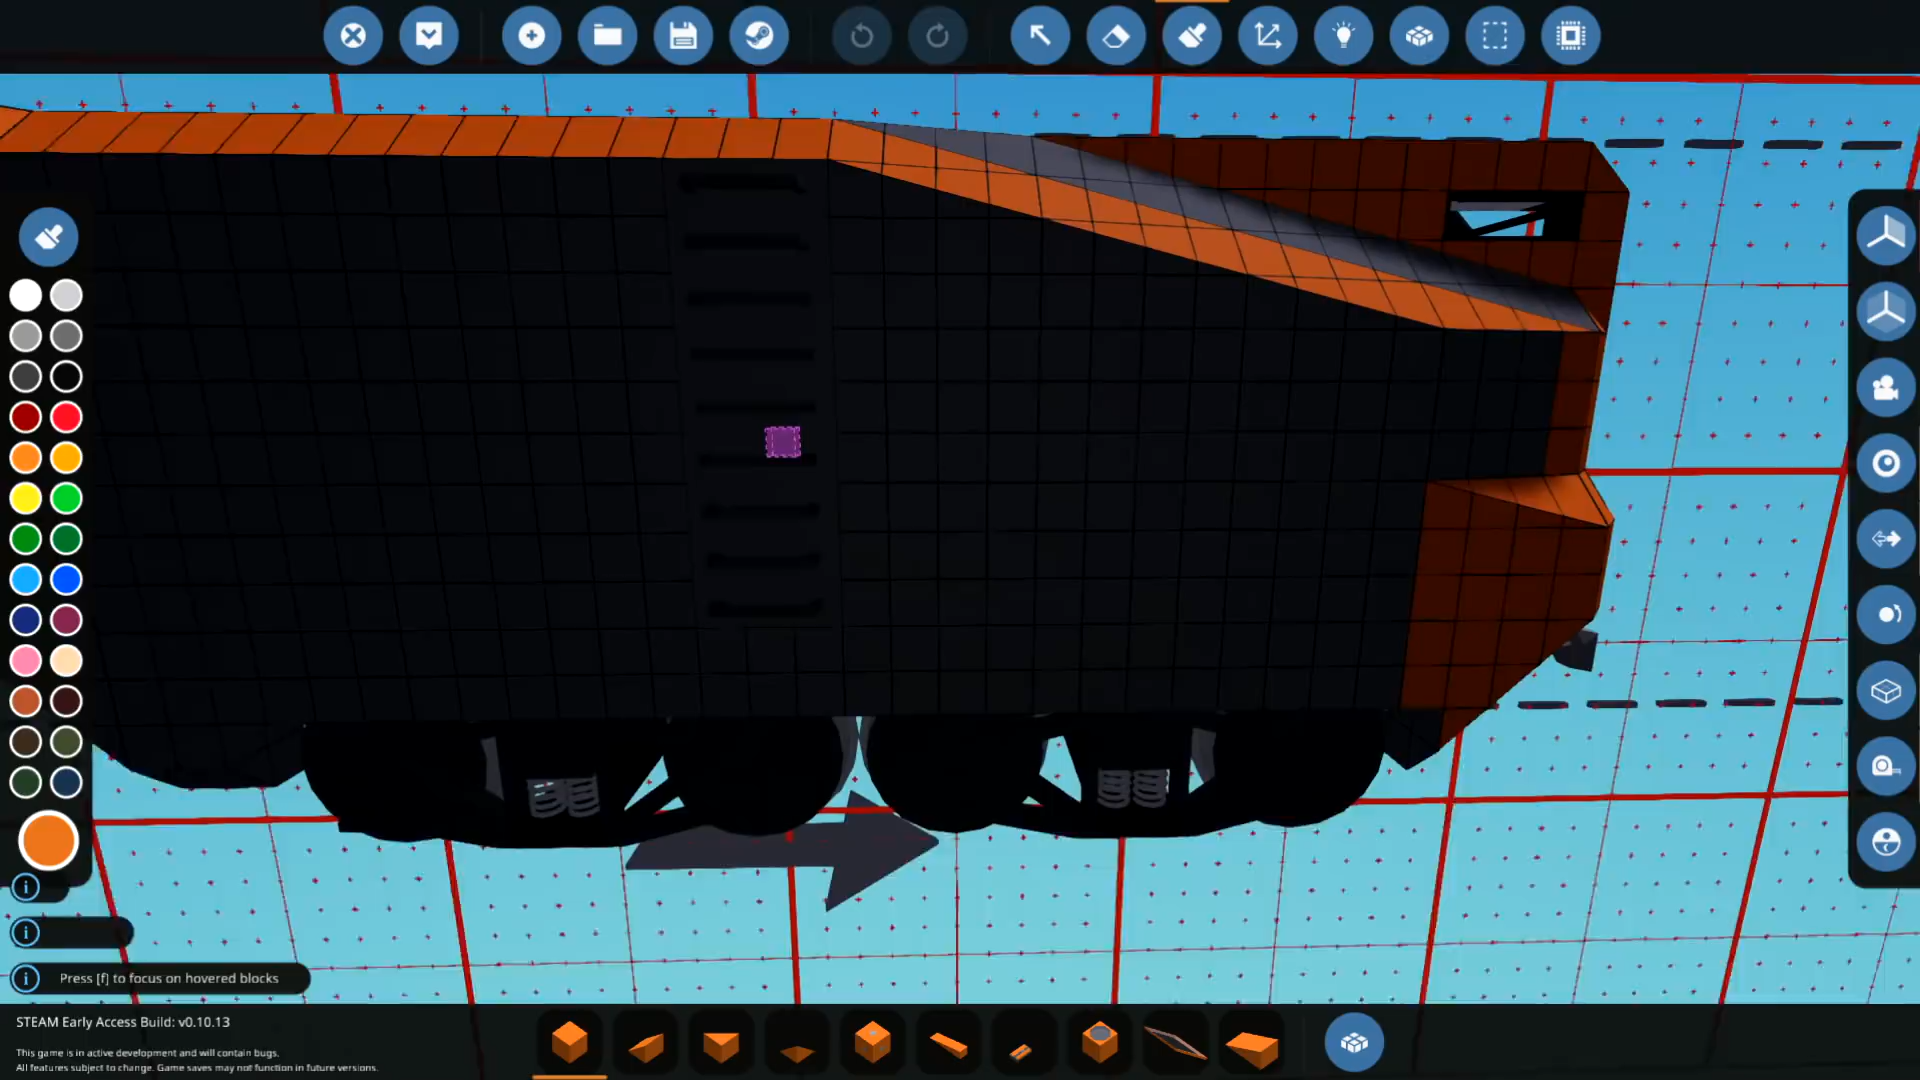 Press [f] to focus on hovered blocks
STEAM Early Access Build: v0.10.13
This game is in active development and will contain bugs.
All features subject to change. Game saves may not function in future versions.